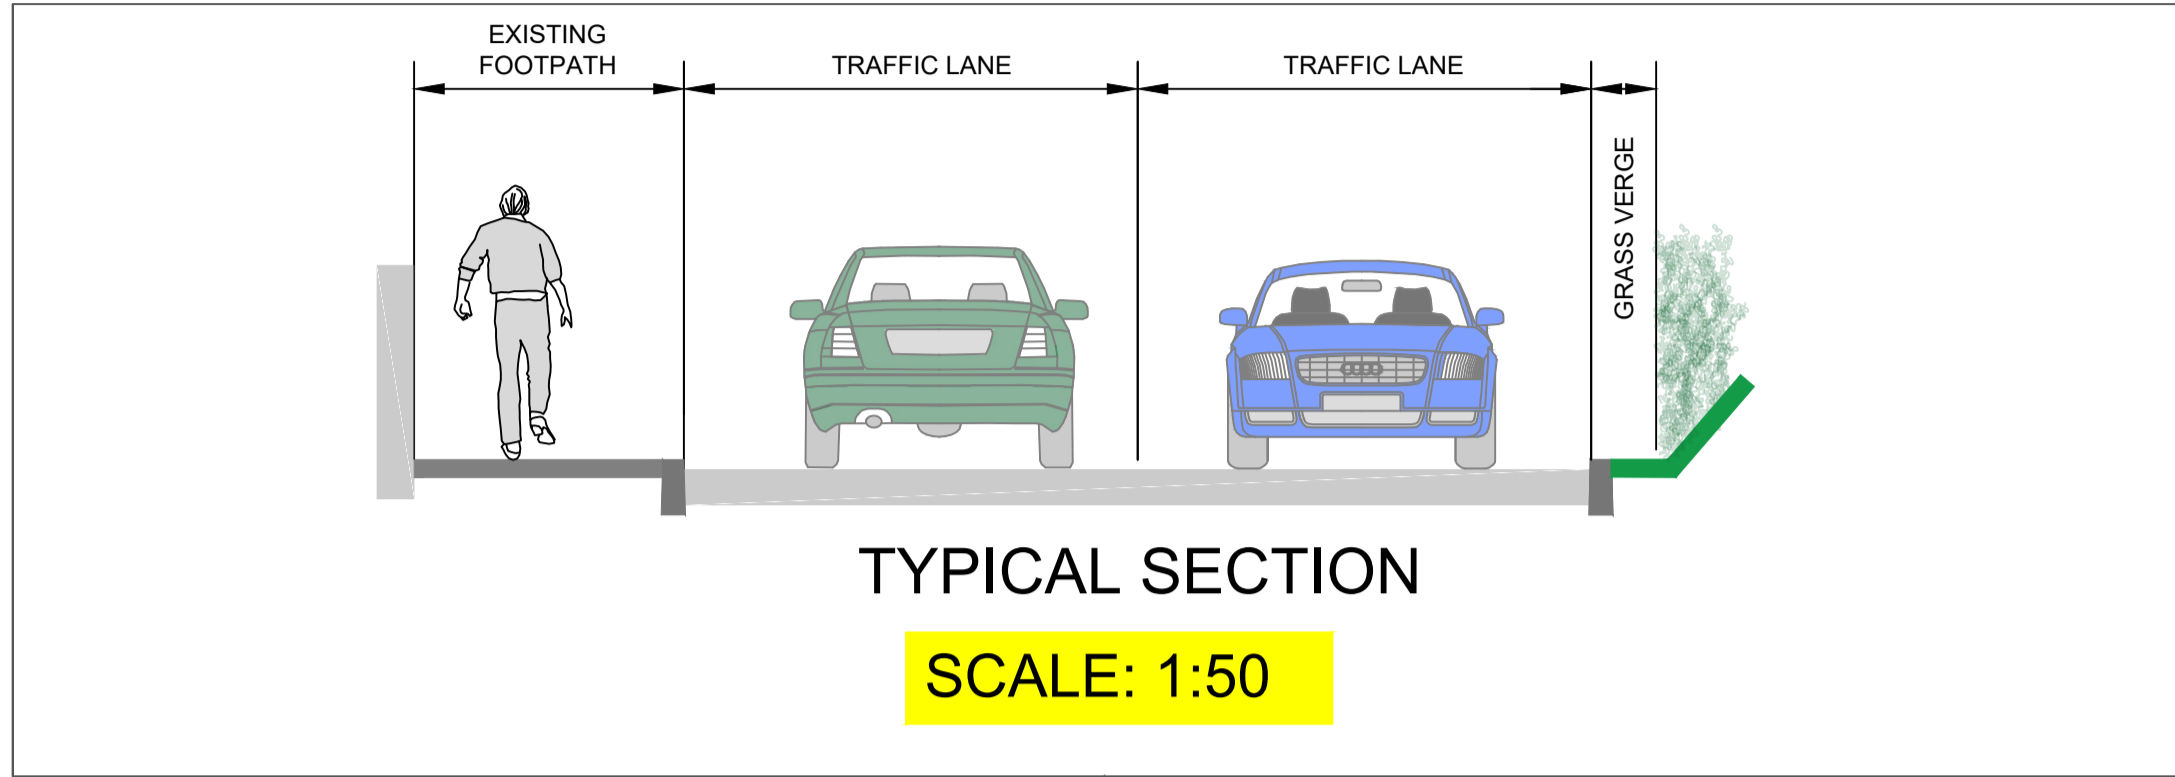 EXISTING
FOOTPATH
TRAFFIC LANE
TRAFFIC LANE
GRASS VERGE
TYPICAL SECTION
SCALE: 1:50